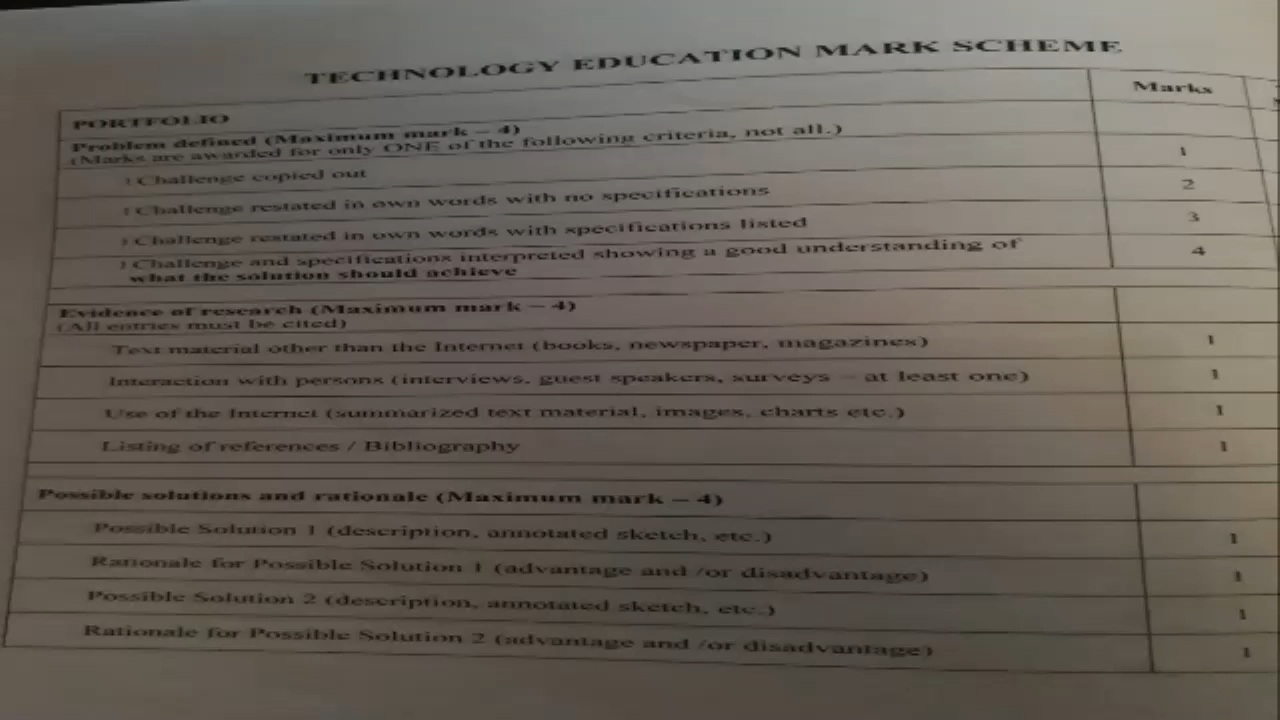 TECHNOLOGY EDUCATION MARK SCHEME
PORTFOLIO Marks
Problem defined (Maximum mark – 4)
(Marks are awarded for only ONE of the following criteria, not all.)
Challenge copied out 1
Challenge restated in own words with no specifications 2
Challenge restated in own words with specifications listed 3
Challenge and specifications interpreted showing a good understanding of 4
what the solution should achieve
Evidence of research (Maximum mark – 4)
(All entries must be cited)
Text material other than the Internet (books, newspaper, magazines) 1
Interaction with persons (interviews, guest speakers, surveys – at least one) 1
Use of the Internet (summarized text material, images, charts etc.) 1
Listing of references / Bibliography 1
Possible solutions and rationale (Maximum mark – 4)
Possible Solution 1 (description, annotated sketch, etc.) 1
Rationale for Possible Solution 1 (advantage and /or disadvantage) 1
Possible Solution 2 (description, annotated sketch, etc.) 1
Rationale for Possible Solution 2 (advantage and /or disadvantage) 1